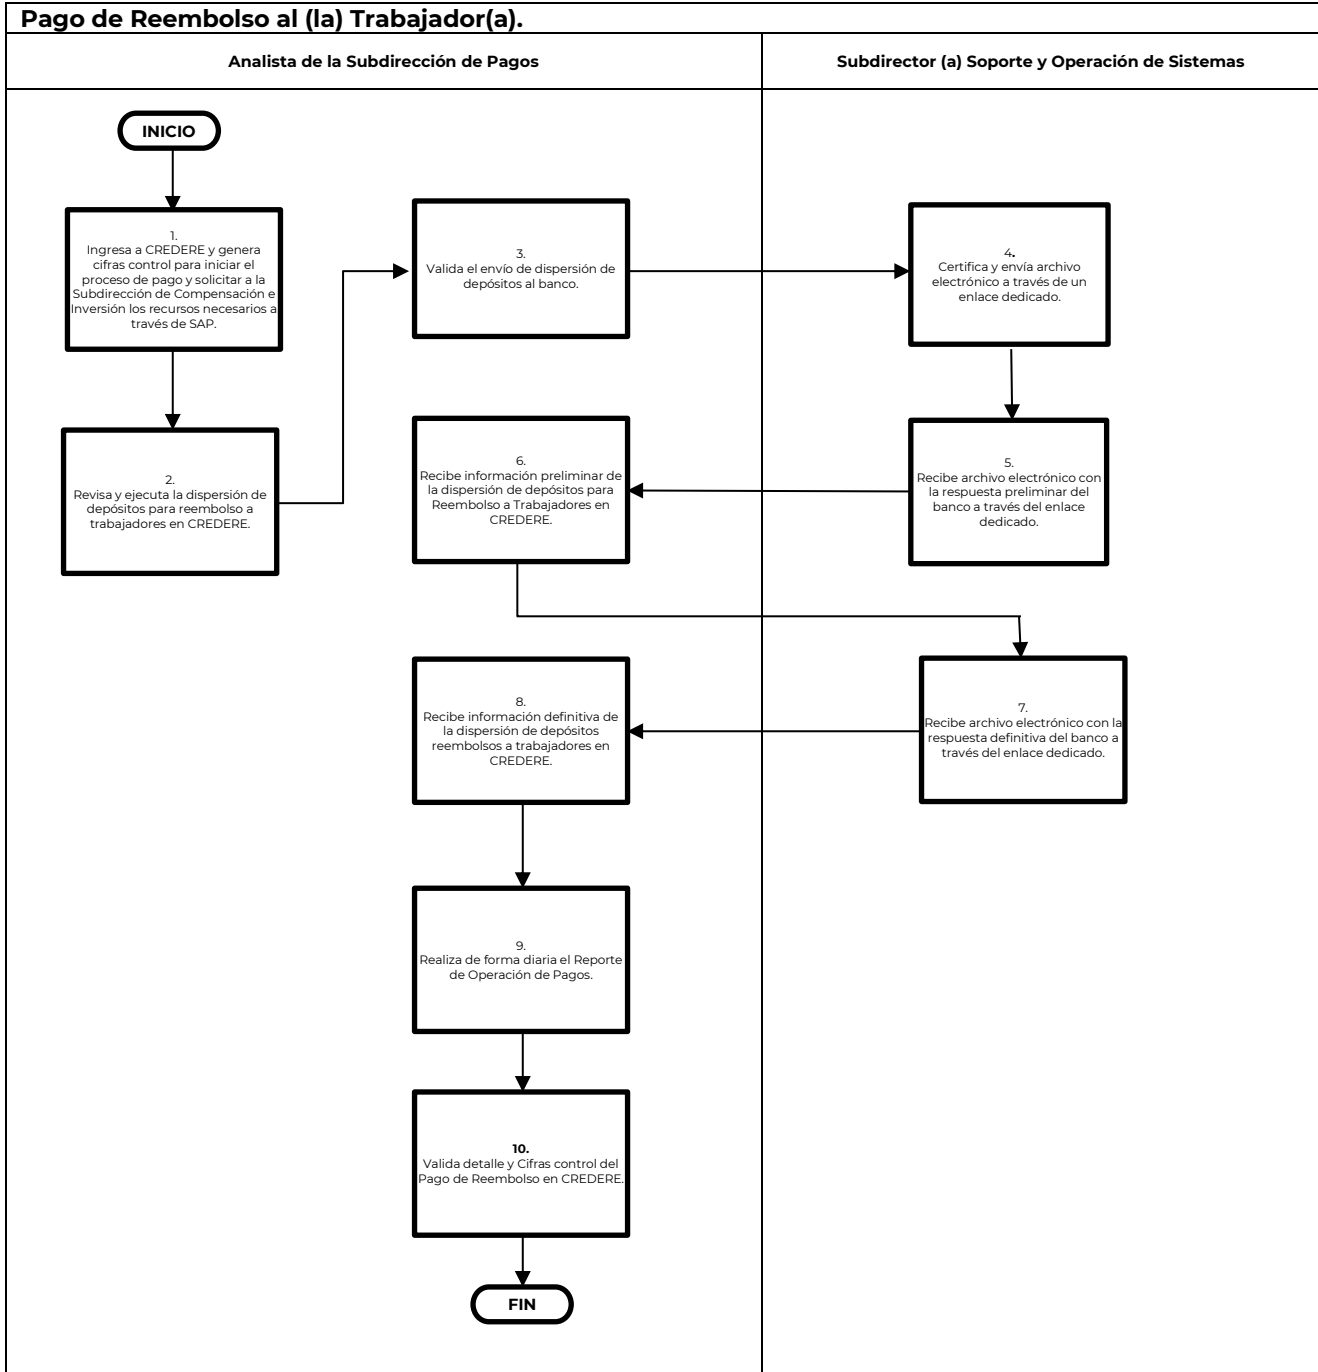 Pago de Reembolso al (la) Trabajador(a).
Analista de la Subdirección de Pagos
Subdirector (a) Soporte y Operación de Sistemas
INICIO
1.
Ingresa a CREDERE y genera
cifras control para iniciar el
proceso de pago y solicitar a la
Subdirección de Compensación e
Inversión los recursos necesarios a
través de SAP.
2.
Revisa y ejecuta la dispersión de
depósitos para reembolso a
trabajadores en CREDERE.
3.
Valida el envío de dispersión de
depósitos al banco.
4.
Certifica y envía archivo
electrónico a través de un
enlace dedicado.
5.
Recibe archivo electrónico con
la respuesta preliminar del
banco a través del enlace
dedicado.
6.
Recibe información preliminar de
la dispersión de depósitos para
Reembolso a Trabajadores en
CREDERE.
7.
Recibe archivo electrónico con la
respuesta definitiva del banco a
través del enlace dedicado.
8.
Recibe información definitiva de
la dispersión de depósitos
reembolsos a trabajadores en
CREDERE.
9.
Realiza de forma diaria el Reporte
de Operación de Pagos.
10.
Valida detalle y Cifras control del
Pago de Reembolso en CREDERE.
FIN